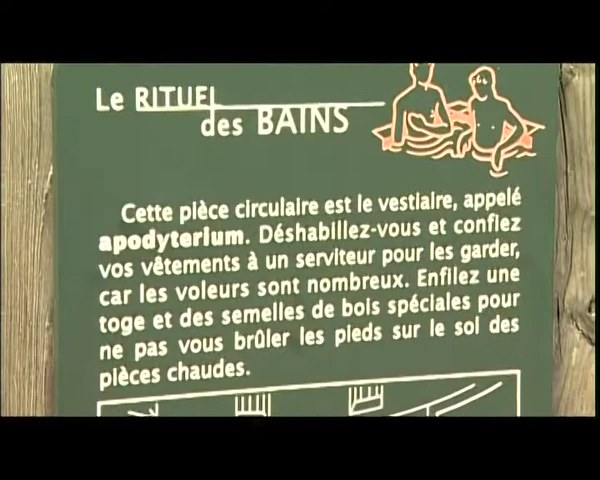 Le RITUEL
des BAINS
Cette pièce circulaire est le vestiaire, appelé
apodyterium. Déshabillez-vous et confiez
vos vêtements à un serviteur pour les garder,
car les voleurs sont nombreux. Enfilez une
toge et des semelles de bois spéciales pour
ne pas vous brûler les pieds sur le sol des
pièces chaudes.